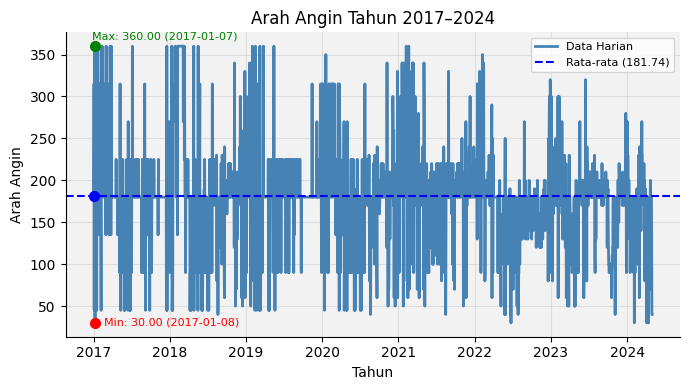 Arah Angin Tahun 2017–2024
Max: 360.00 (2017-01-07)
Data Harian
Rata-rata (181.74)
Arah Angin
350
300
250
200
150
100
50
Min: 30.00 (2017-01-08)
2017 2018 2019 2020 2021 2022 2023 2024
Tahun